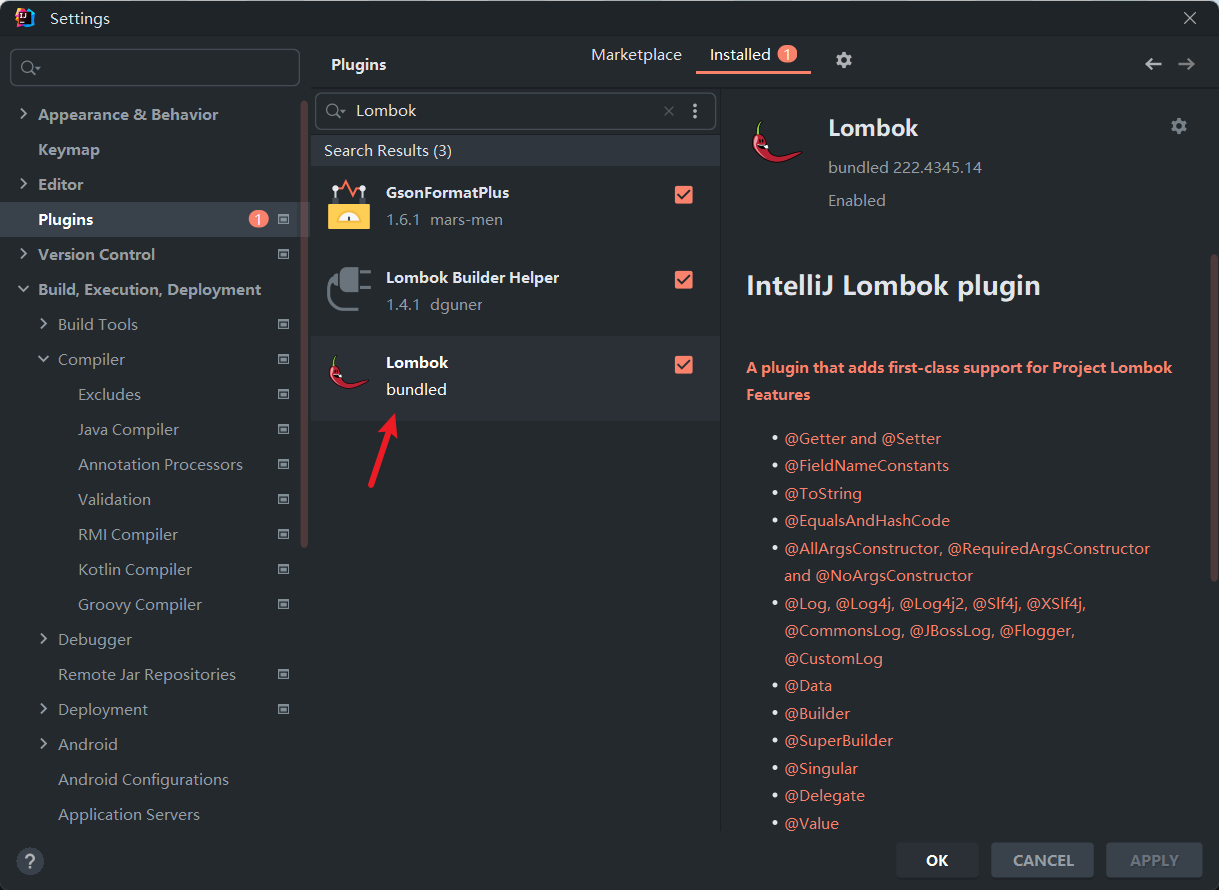 Settings
Plugins
Marketplace
Installed 1
Appearance & Behavior
Keymap
Editor
Plugins 1
Version Control
Build, Execution, Deployment
Build Tools
Compiler
Excludes
Java Compiler
Annotation Processors
Validation
RMI Compiler
Kotlin Compiler
Groovy Compiler
Debugger
Remote Jar Repositories
Deployment
Android
Android Configurations
Application Servers
Lombok
Search Results (3)
GsonFormatPlus
1.6.1 mars-men
Lombok Builder Helper
1.4.1 dguner
Lombok
bundled
Lombok
bundled 222.4345.14
Enabled
IntelliJ Lombok plugin
A plugin that adds first-class support for Project Lombok
Features
• @Getter and @Setter
• @FieldNameConstants
• @ToString
• @EqualsAndHashCode
• @AllArgsConstructor, @RequiredArgsConstructor
and @NoArgsConstructor
• @Log, @Log4j, @Log4j2, @Slf4j, @XSlf4j,
@CommonsLog, @JBossLog, @Flogger,
@CustomLog
• @Data
• @Builder
• @SuperBuilder
• @Singular
• @Delegate
• @Value
?
OK
CANCEL
APPLY